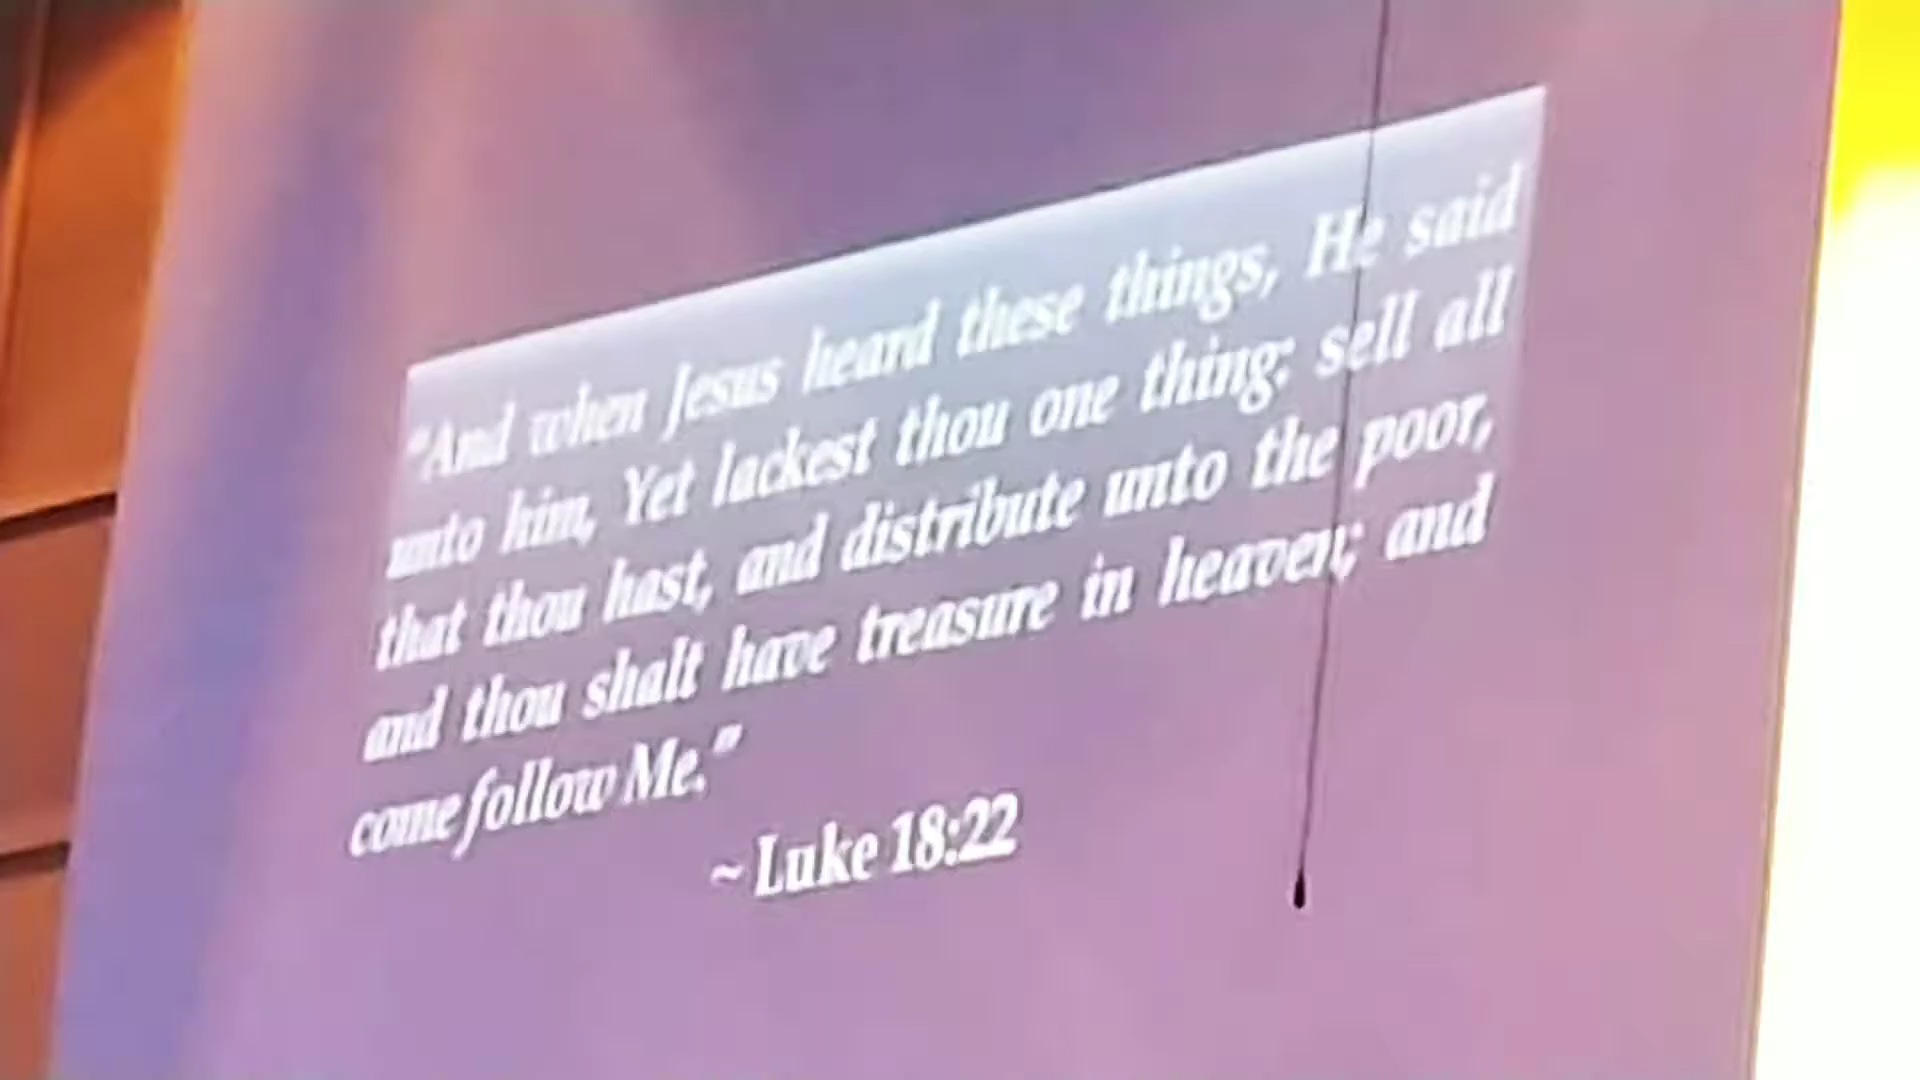 “And when Jesus heard these things, He said
unto him, Yet lackest thou one thing: sell all
that thou hast, and distribute unto the poor,
and thou shalt have treasure in heaven; and
come follow Me.”
~ Luke 18:22